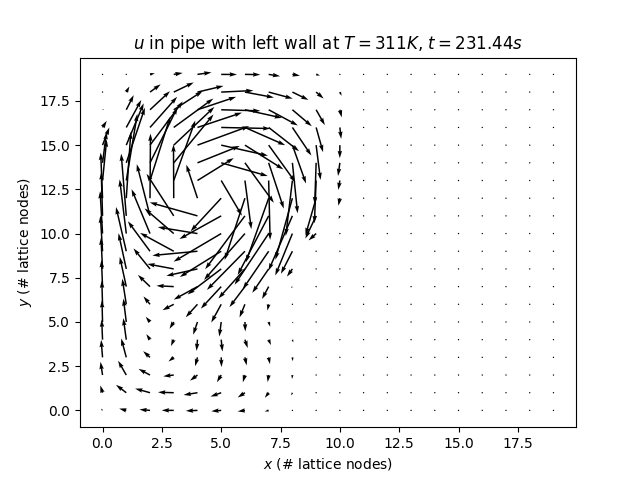 u in pipe with left wall at T = 311K, t = 231.44s
17.5
15.0
12.5
10.0
7.5
5.0
2.5
0.0
y (# lattice nodes)
0.0 2.5 5.0 7.5 10.0 12.5 15.0 17.5
x (# lattice nodes)